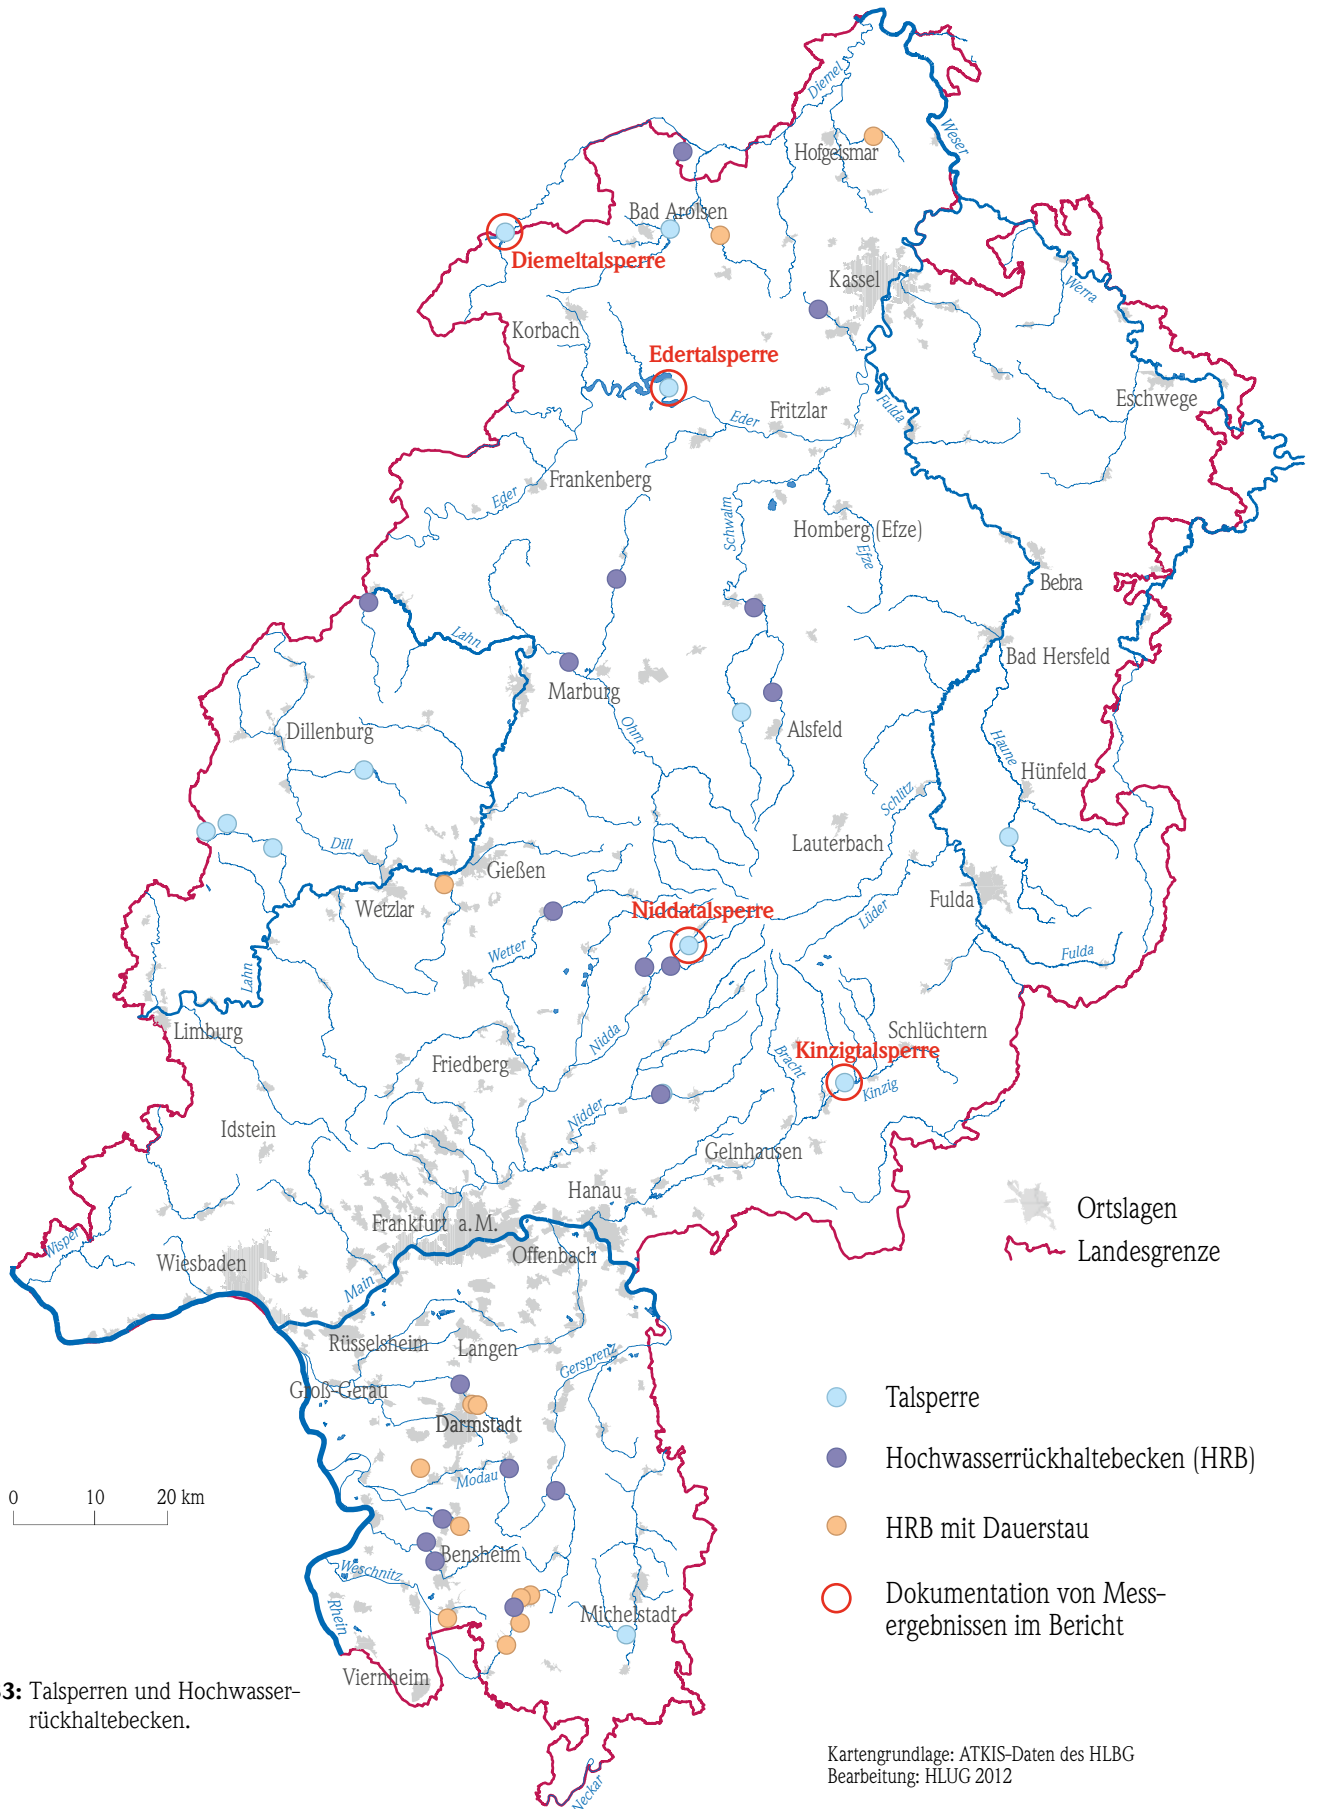 Diemel
Weser
Hofgeismar
Bad Arolsen
Diemeltalsperre
Kassel
Werra
Korbach
Edertalsperre
Eschwege
Fulda
Fritzlar
Eder
Frankenberg
Eder
Schwalm
Homberg (Efze)
Efze
Bebra
Lahn
Bad Hersfeld
Marburg
Ohm
Alsfeld
Dillenburg
Haune
Hünfeld
Schlitz
Lauterbach
Dill
Gießen
Fulda
Wetzlar
Niddatalsperre
Lüder
Wetter
Fulda
Lahn
Limburg
Schlüchtern
Nidda
Kinzigtalsperre
Friedberg
Bracht
Kinzig
Nidder
Idstein
Gelnhausen
Hanau
Frankfurt a.M.
Offenbach
Wisper
Wiesbaden
Main
Rüsselsheim
Langen
Gersprenz
Groß-Gerau
Darmstadt
Modau
Bensheim
Weschnitz
Rhein
Michelstadt
Viernheim
Neckar
Ortslagen
Landesgrenze
Talsperre
Hochwasserrückhaltebecken (HRB)
HRB mit Dauerstau
Dokumentation von Mess-
ergebnissen im Bericht
0 10 20 km
3: Talsperren und Hochwasser-
rückhaltebecken.
Kartengrundlage: ATKIS-Daten des HLBG
Bearbeitung: HLUG 2012